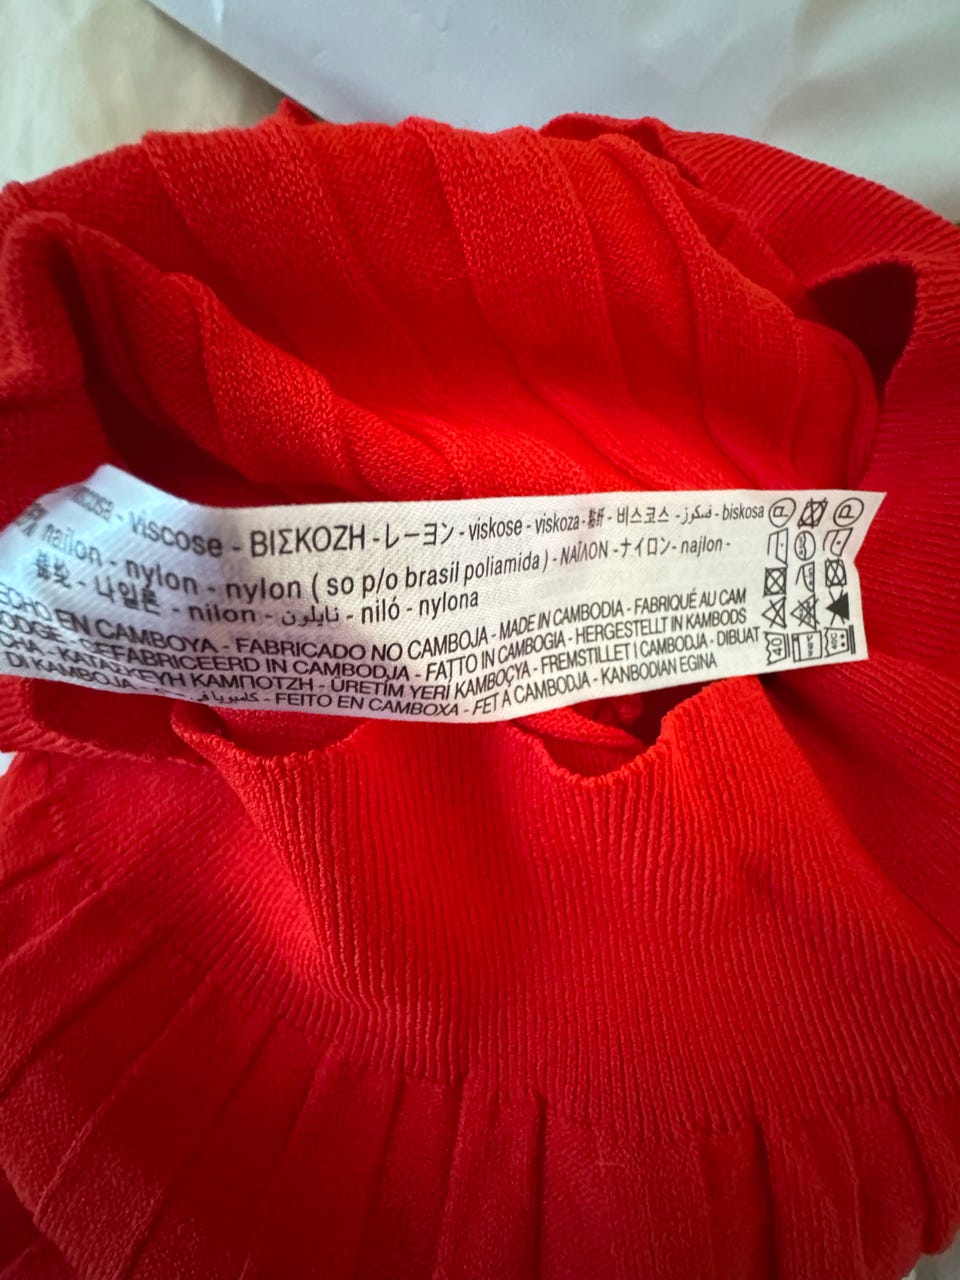 viscosa - viscose - ΒΙΣΚΟΖΗ - レーヨン - viskose - viskoza - 黏纤 - 비스코스 - فسكوز - biskosa
% nailon - nylon - nylon ( so p/o brasil poliamida ) - ΝΑΪΛΟΝ - ナイロン - najlon -
锦纶 - 나일론 - nilon - نايلون - niló - nylona
ECHO EN CAMBOYA - FABRICADO NO CAMBOJA - MADE IN CAMBODIA - FABRIQUÉ AU CAM
BODGE - GEFABRICEERD IN CAMBODJA - FATTO IN CAMBOGIA - HERGESTELLT IN KAMBODS
CHA - ΚΑΤΑΣΚΕΥΗ ΚΑΜΠΟΤΖΗ - ÜRETİM YERİ KAMBOÇYA - FREMSTILLET I CAMBODJA - DIBUAT
DI KAMBOJA - كامبوديا - FEITO EN CAMBOXA - FET A CAMBODJA - KANBODIAN EGINA
P P
40